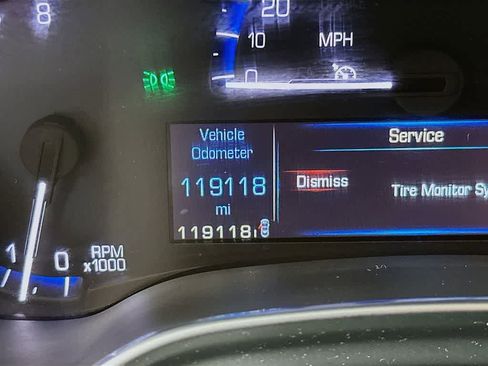 8
20
10
MPH
0
Vehicle
Odometer
119118
mi
119118
Service
Dismiss
Tire Monitor Sy
1
0
RPM
x1000